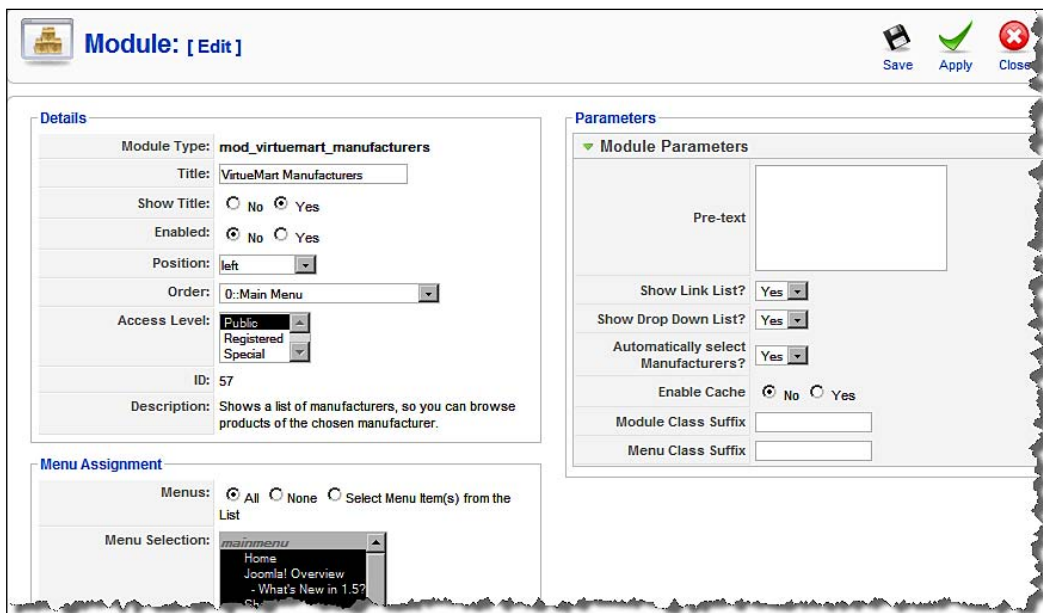 Module: [ Edit ]
Save
Apply
Close
Details
Module Type: mod_virtuemart_manufacturers
Title: VirtueMart Manufacturers
Show Title: No Yes
Enabled: No Yes
Position: left
Order: 0::Main Menu
Access Level: Public
Registered
Special
ID: 57
Description: Shows a list of manufacturers, so you can browse
products of the chosen manufacturer.
Menu Assignment
Menus: All None Select Menu Item(s) from the
List
Menu Selection: mainmenu
Home
Joomla! Overview
- What's New in 1.5?
Parameters
Module Parameters
Pre-text
Show Link List? Yes
Show Drop Down List? Yes
Automatically select
Manufacturers? Yes
Enable Cache No Yes
Module Class Suffix
Menu Class Suffix